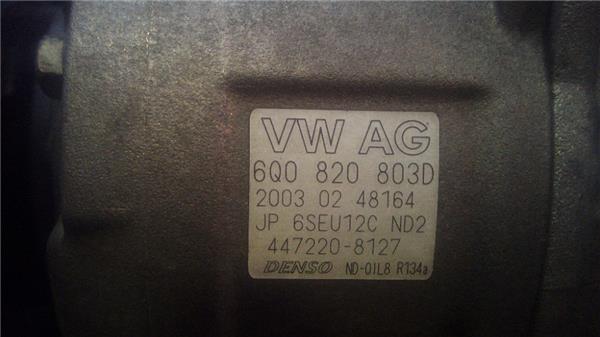 VW AG
6Q0 820 803D
2003 02 48164
JP 6SEU12C ND2
447220-8127
DENSO ND-OIL8 R134a